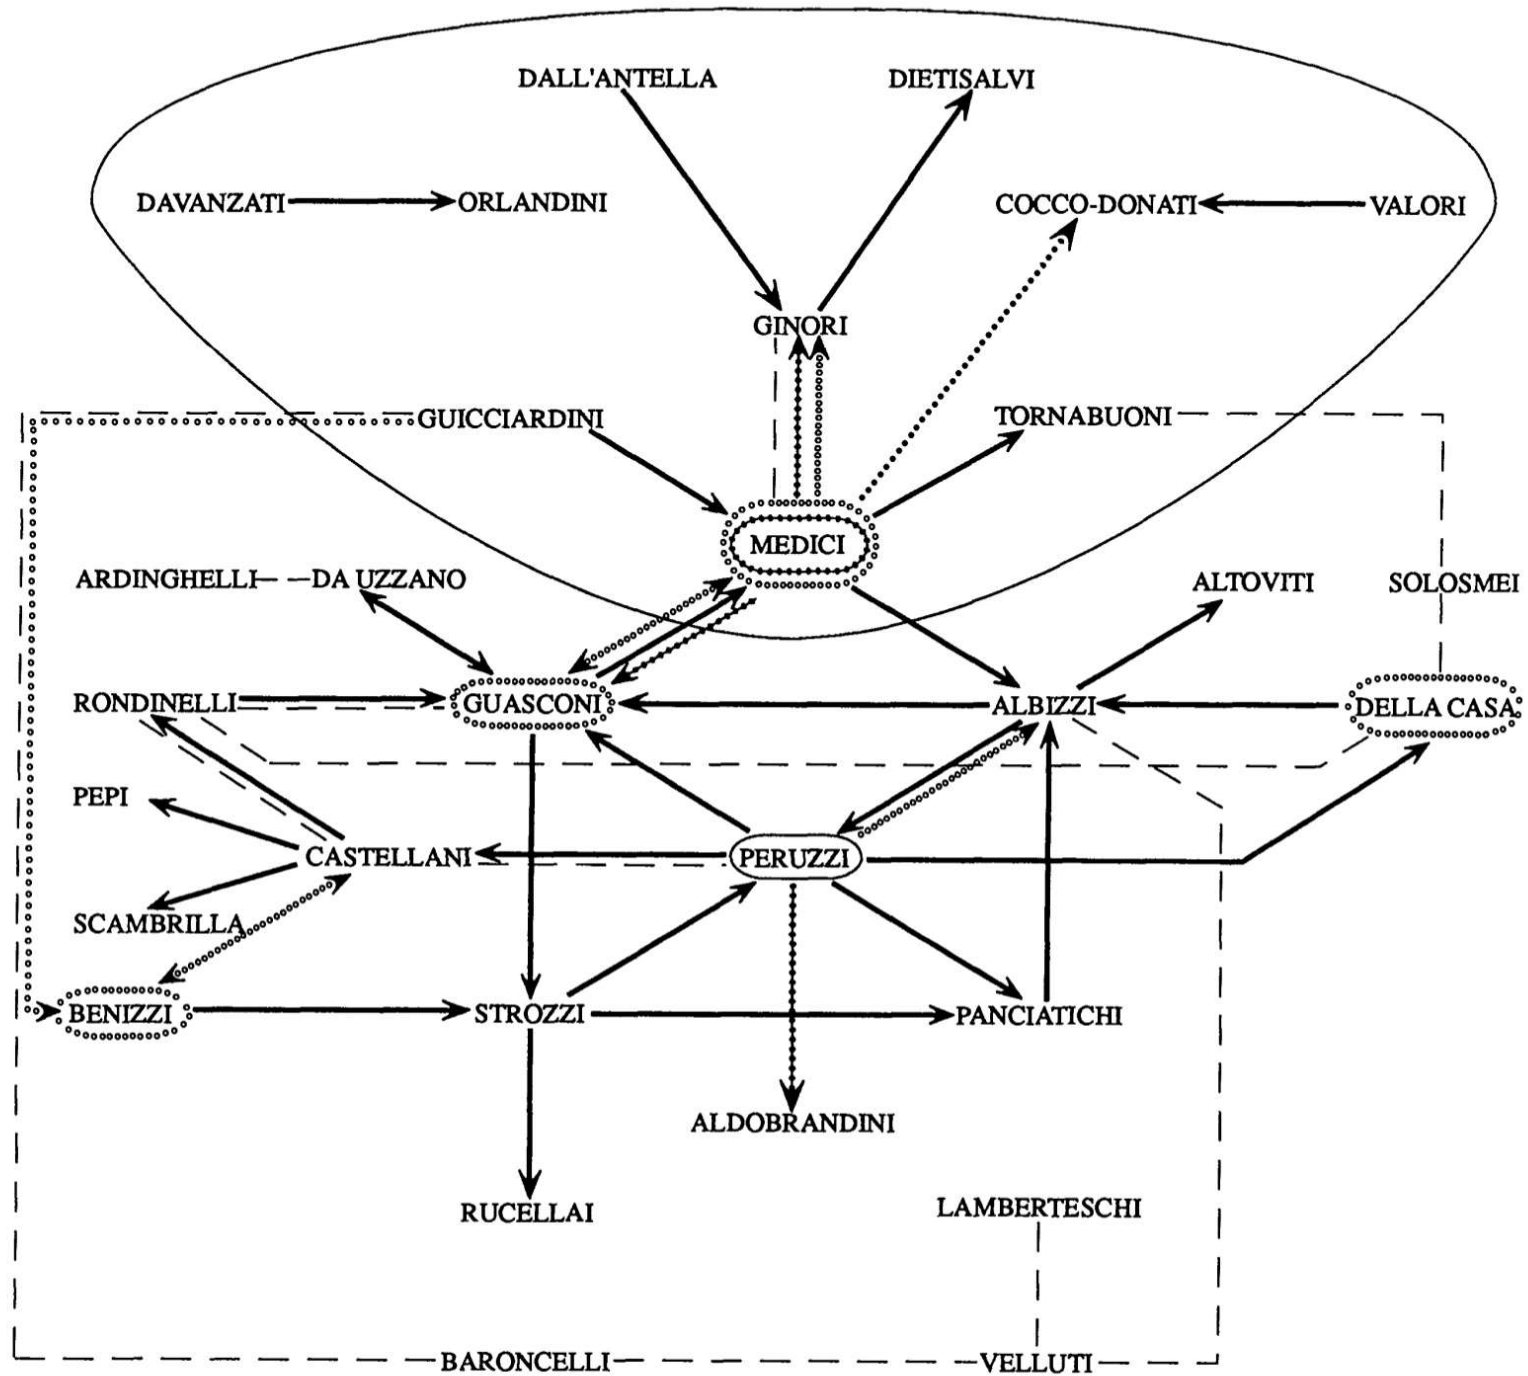 DALL'ANTELLA
DIETISALVI
DAVANZATI
ORLANDINI
COCCO-DONATI
VALORI
GINORI
GUICCIARDINI
TORNABUONI
MEDICI
ARDINGHELLI
DA UZZANO
ALTOVITI
SOLOSMEI
RONDINELLI
GUASCONI
ALBIZZI
DELLA CASA
PEPI
CASTELLANI
PERUZZI
SCAMBRILLA
BENIZZI
STROZZI
PANCIATICHI
ALDOBRANDINI
RUCELLAI
LAMBERTESCHI
BARONCELLI
VELLUTI